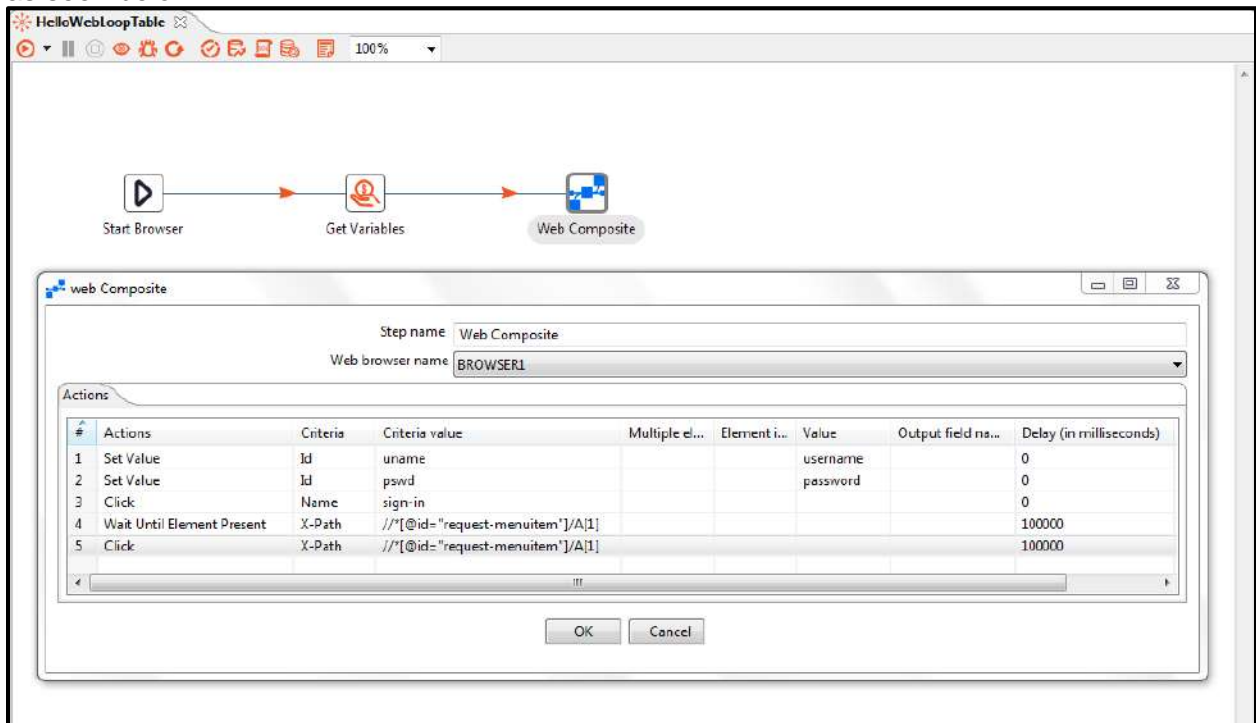 HelloWebLoopTable
100%
Start Browser Get Variables Web Composite
web Composite
Step name Web Composite
Web browser name BROWSER1
Actions
# Actions Criteria Criteria value Multiple el... Element i... Value Output field na... Delay (in milliseconds)
1 Set Value Id uname username 0
2 Set Value Id pswd password 0
3 Click Name sign-in 0
4 Wait Until Element Present X-Path //*[@id="request-menuitem"]/A[1] 100000
5 Click X-Path //*[@id="request-menuitem"]/A[1] 100000
OK Cancel